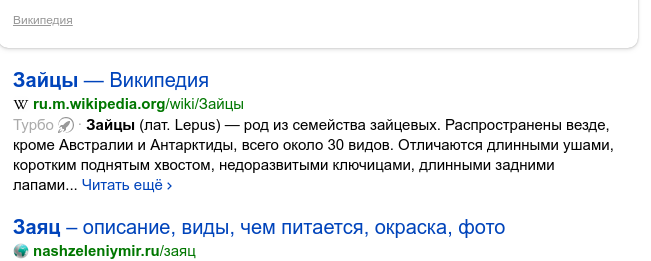 Википедия
Зайцы — Википедия
W ru.m.wikipedia.org/wiki/Зайцы
Турбо · Зайцы (лат. Lepus) — род из семейства зайцевых. Распространены везде,
кроме Австралии и Антарктиды, всего около 30 видов. Отличаются длинными ушами,
коротким поднятым хвостом, недоразвитыми ключицами, длинными задними
лапами... Читать ещё ›
Заяц – описание, виды, чем питается, окраска, фото
nashzeleniymir.ru/заяц